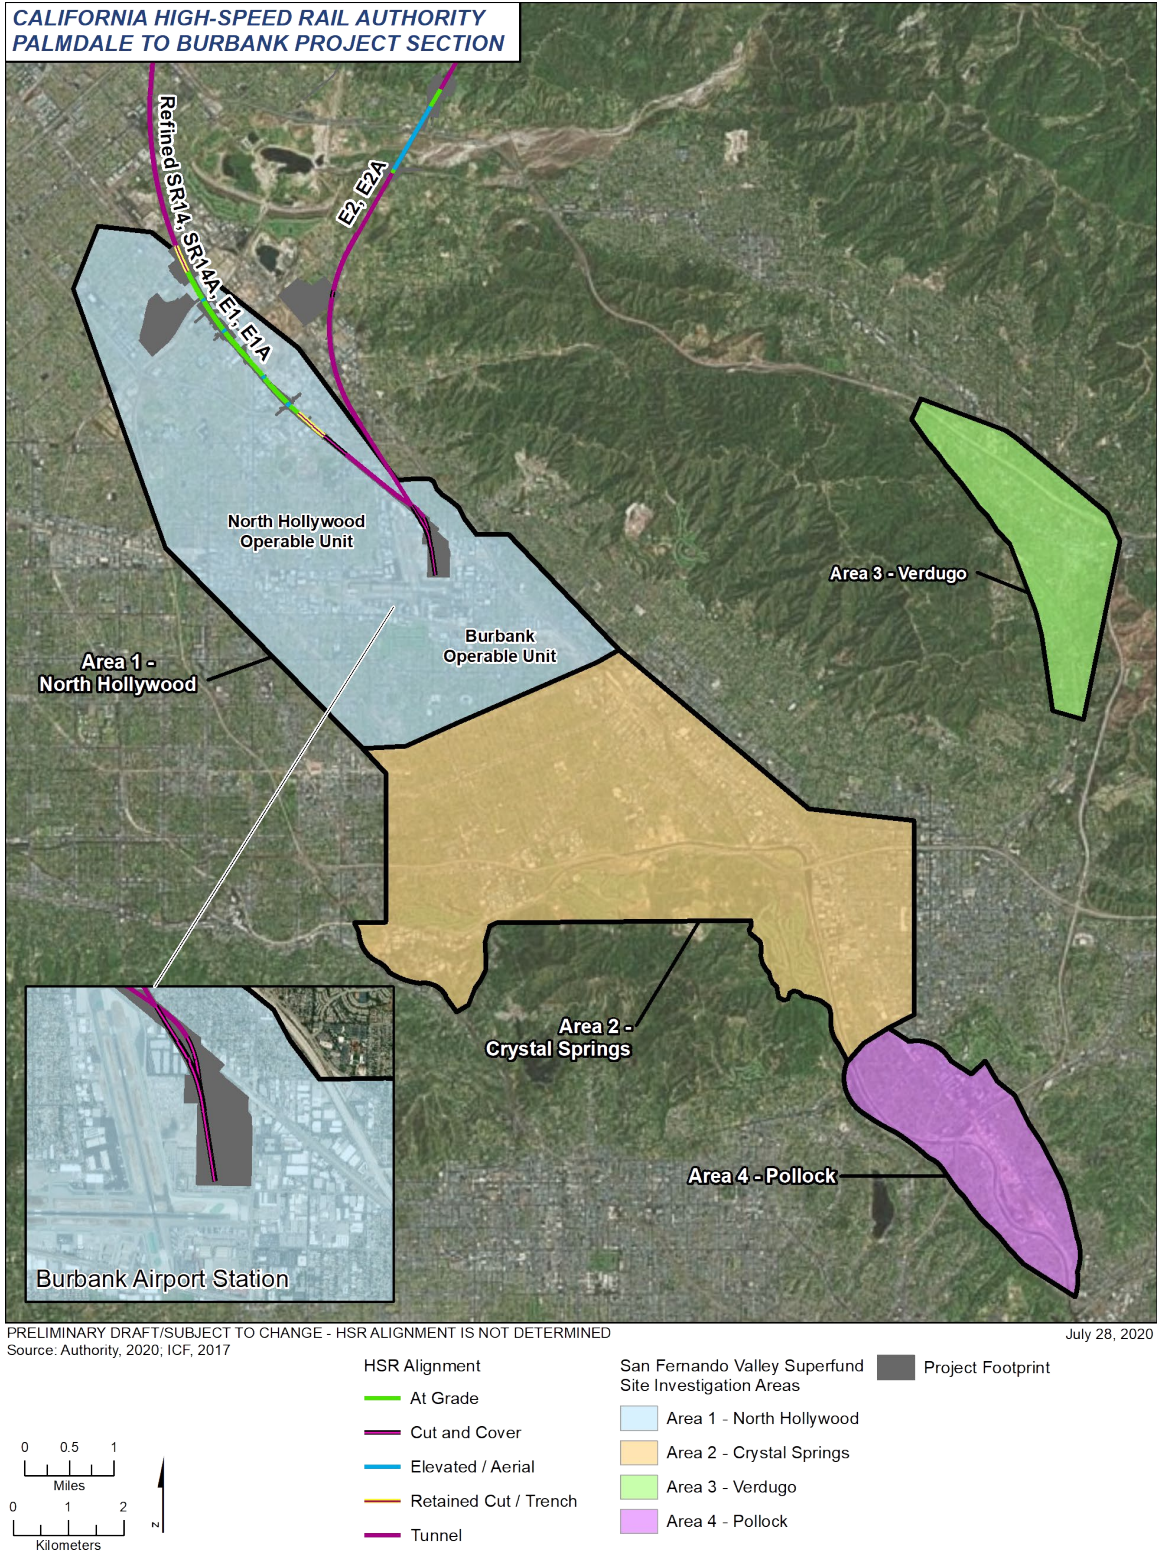 CALIFORNIA HIGH-SPEED RAIL AUTHORITY
PALMDALE TO BURBANK PROJECT SECTION
Refined SR14, SR14A, E1, E1A
E2, E2A
North Hollywood
Operable Unit
Area 3 - Verdugo
Burbank
Operable Unit
Area 1 -
North Hollywood
Area 2 -
Crystal Springs
Area 4 - Pollock
Burbank Airport Station
PRELIMINARY DRAFT/SUBJECT TO CHANGE - HSR ALIGNMENT IS NOT DETERMINED
July 28, 2020
Source: Authority, 2020; ICF, 2017
HSR Alignment
At Grade
Cut and Cover
Elevated / Aerial
Retained Cut / Trench
Tunnel
San Fernando Valley Superfund
Site Investigation Areas
Area 1 - North Hollywood
Area 2 - Crystal Springs
Area 3 - Verdugo
Area 4 - Pollock
Project Footprint
0 0.5 1
Miles
0 1 2
Kilometers
N